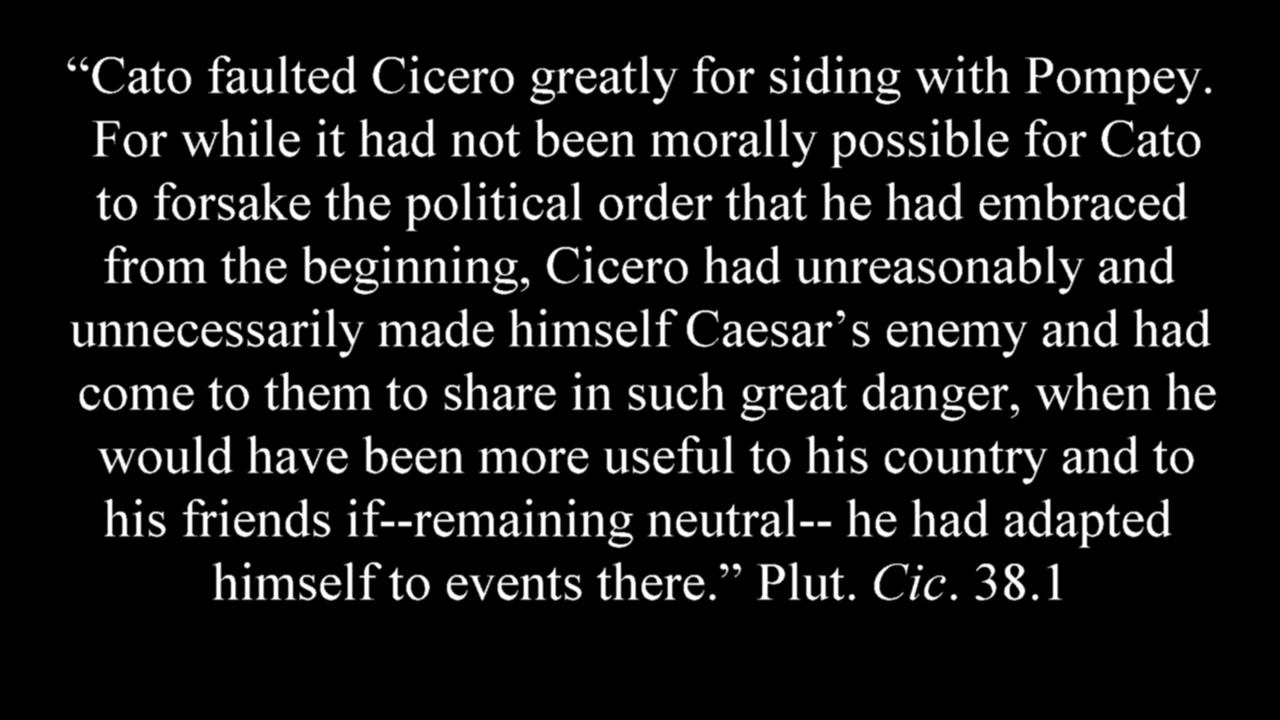 “Cato faulted Cicero greatly for siding with Pompey.
For while it had not been morally possible for Cato
to forsake the political order that he had embraced
from the beginning, Cicero had unreasonably and
unnecessarily made himself Caesar’s enemy and had
come to them to share in such great danger, when he
would have been more useful to his country and to
his friends if--remaining neutral-- he had adapted
himself to events there.” Plut. Cic. 38.1